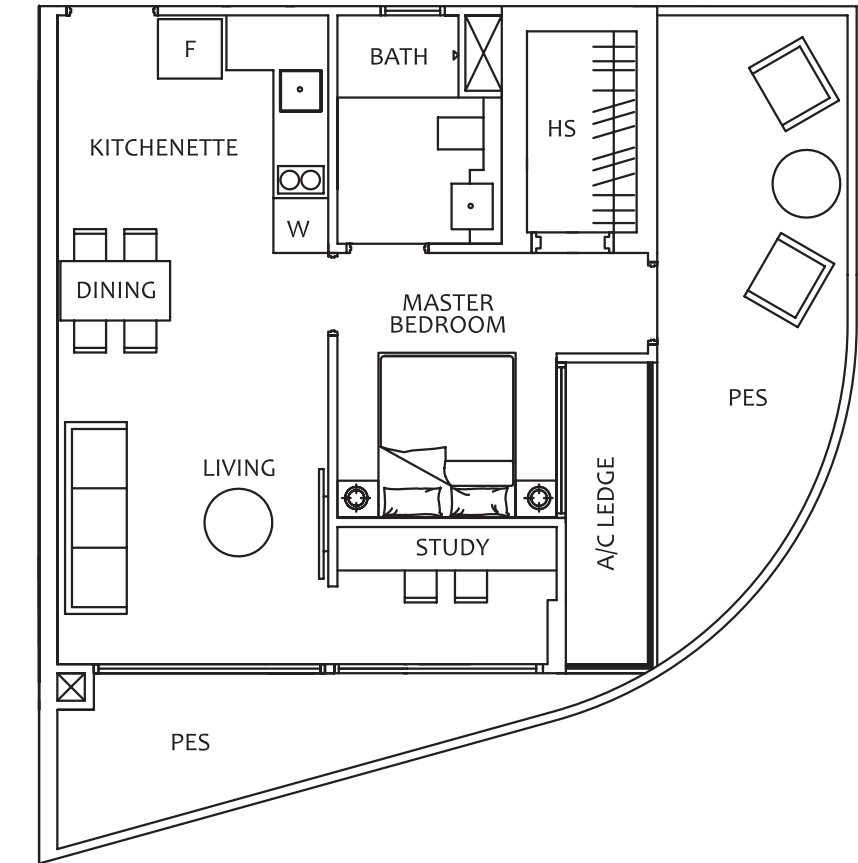 F
BATH
HS
KITCHENETTE
W
DINING
MASTER
BEDROOM
PES
LIVING
A/C LEDGE
STUDY
PES